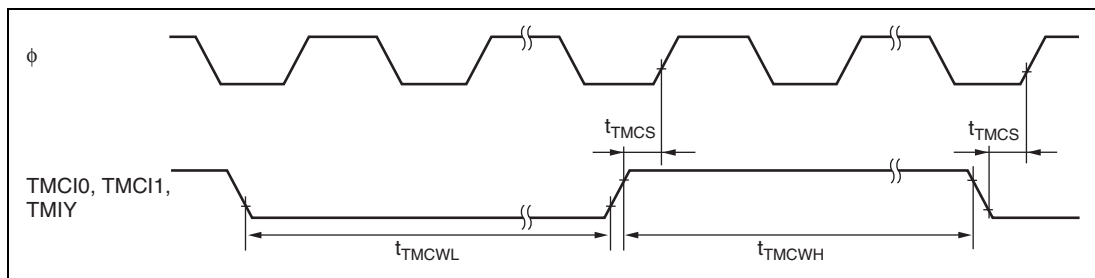 ϕ
tTMCS
tTMCS
TMCI0, TMCI1,
TMIY
tTMCWL
tTMCWH